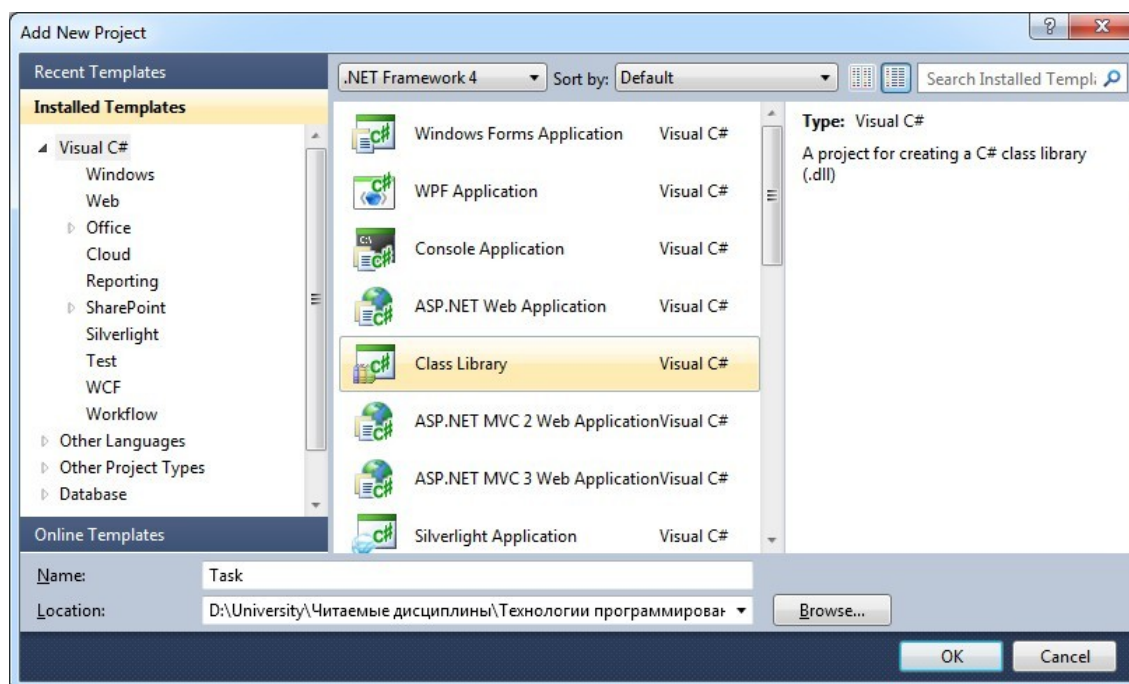 Add New Project
Recent Templates
Installed Templates
Visual C#
Windows
Web
Office
Cloud
Reporting
SharePoint
Silverlight
Test
WCF
Workflow
Other Languages
Other Project Types
Database
Online Templates
.NET Framework 4 Sort by: Default Search Installed Templ
Windows Forms Application Visual C#
WPF Application Visual C#
Console Application Visual C#
ASP.NET Web Application Visual C#
Class Library Visual C#
ASP.NET MVC 2 Web Application Visual C#
ASP.NET MVC 3 Web Application Visual C#
Silverlight Application Visual C#
Type: Visual C#
A project for creating a C# class library
(.dll)
Name: Task
Location: D:\University\Читаемые дисциплины\Технологии программирован Browse...
OK Cancel